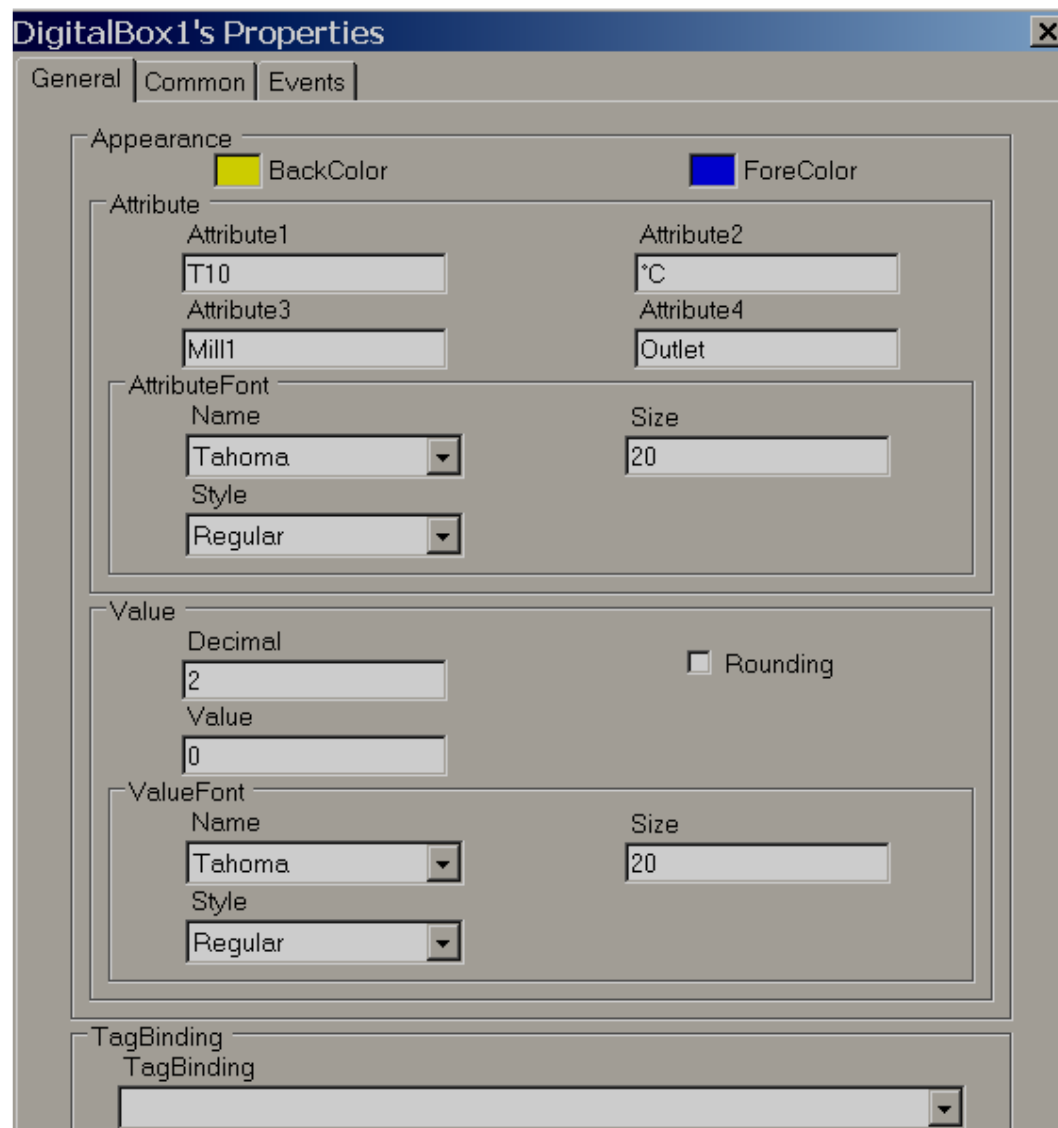 DigitalBox1's Properties
General Common Events
Appearance
BackColor ForeColor
Attribute
Attribute1 Attribute2
T10 °C
Attribute3 Attribute4
Mill1 Outlet
AttributeFont
Name Size
Tahoma 20
Style
Regular
Value
Decimal
2 Rounding
Value
0
ValueFont
Name Size
Tahoma 20
Style
Regular
TagBinding
TagBinding